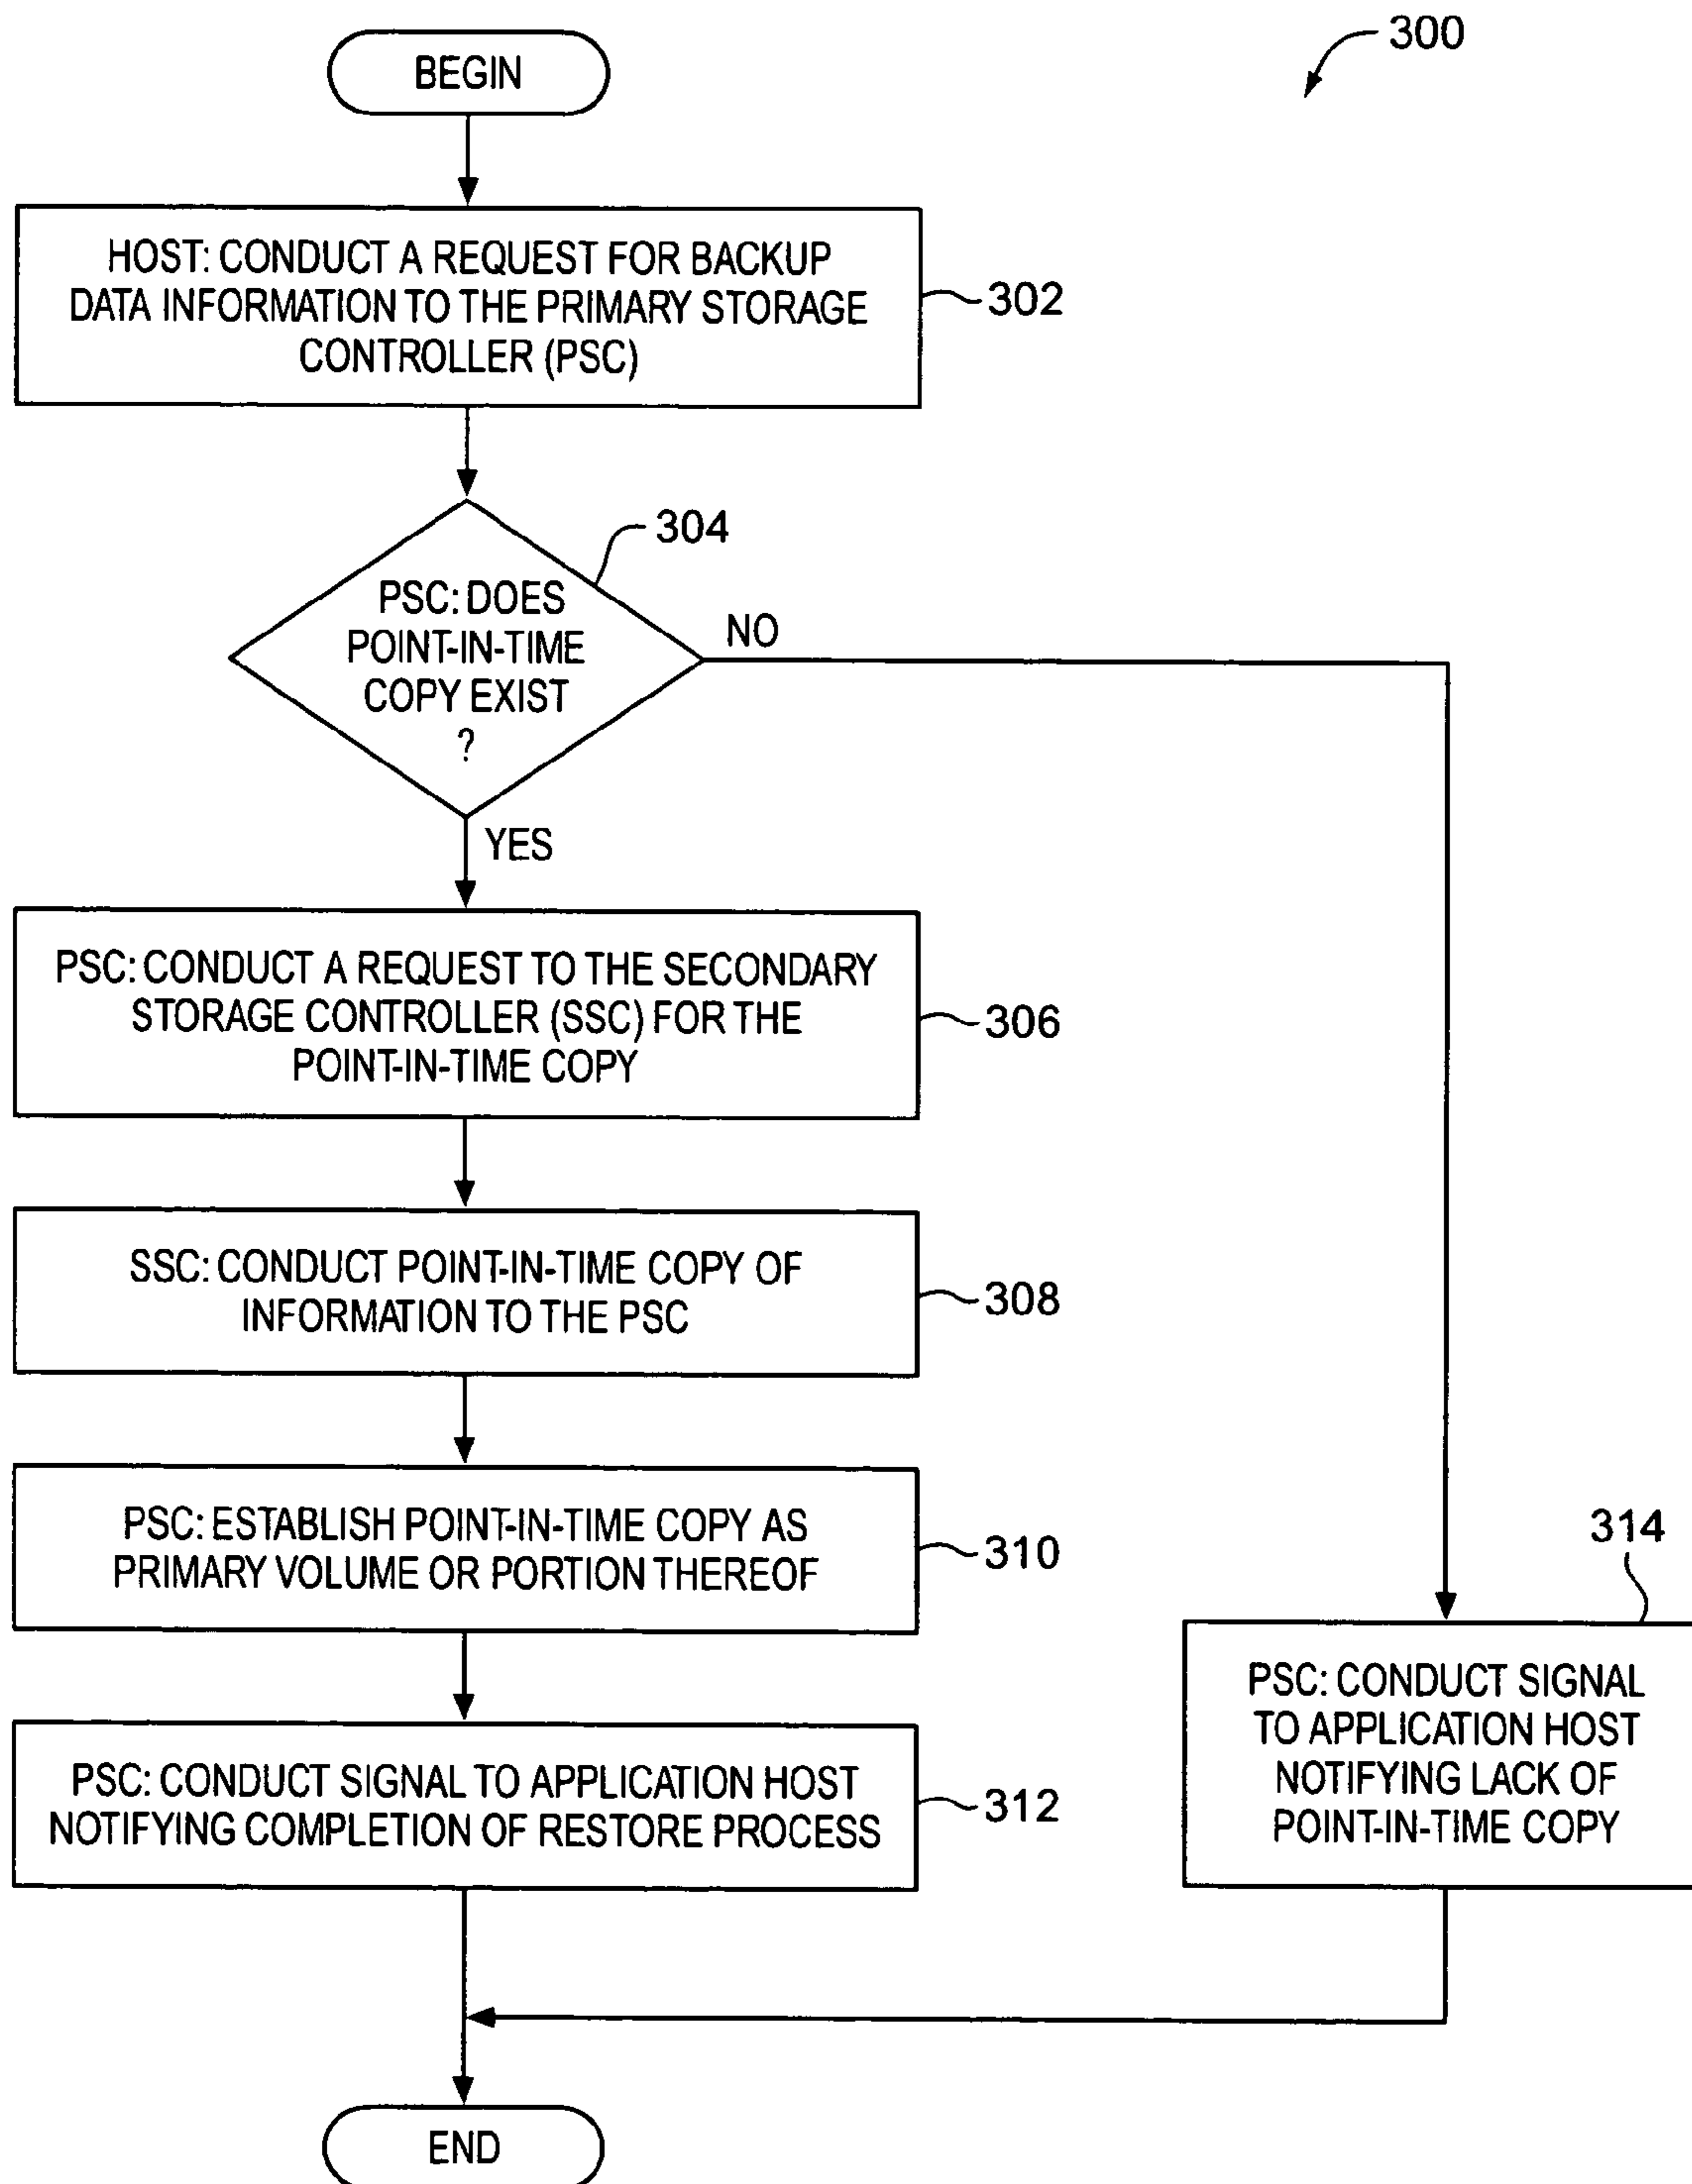 300
BEGIN
HOST: CONDUCT A REQUEST FOR BACKUP
DATA INFORMATION TO THE PRIMARY STORAGE
CONTROLLER (PSC)
302
304
PSC: DOES
POINT-IN-TIME
COPY EXIST
?
NO
YES
PSC: CONDUCT A REQUEST TO THE SECONDARY
STORAGE CONTROLLER (SSC) FOR THE
POINT-IN-TIME COPY
306
SSC: CONDUCT POINT-IN-TIME COPY OF
INFORMATION TO THE PSC
308
PSC: ESTABLISH POINT-IN-TIME COPY AS
PRIMARY VOLUME OR PORTION THEREOF
310
PSC: CONDUCT SIGNAL TO APPLICATION HOST
NOTIFYING COMPLETION OF RESTORE PROCESS
312
314
PSC: CONDUCT SIGNAL
TO APPLICATION HOST
NOTIFYING LACK OF
POINT-IN-TIME COPY
END